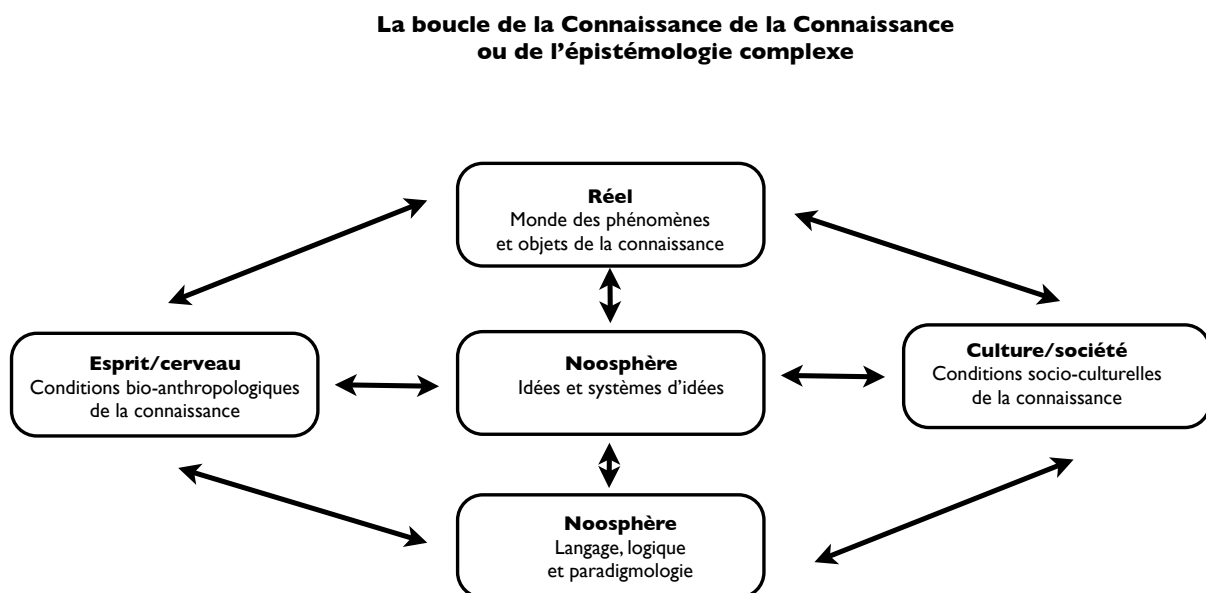 La boucle de la Connaissance de la Connaissance
ou de l’épistémologie complexe
Réel
Monde des phénomènes
et objets de la connaissance
Esprit/cerveau
Conditions bio-anthropologiques
de la connaissance
Noosphère
Idées et systèmes d’idées
Culture/société
Conditions socio-culturelles
de la connaissance
Noosphère
Langage, logique
et paradigmologie